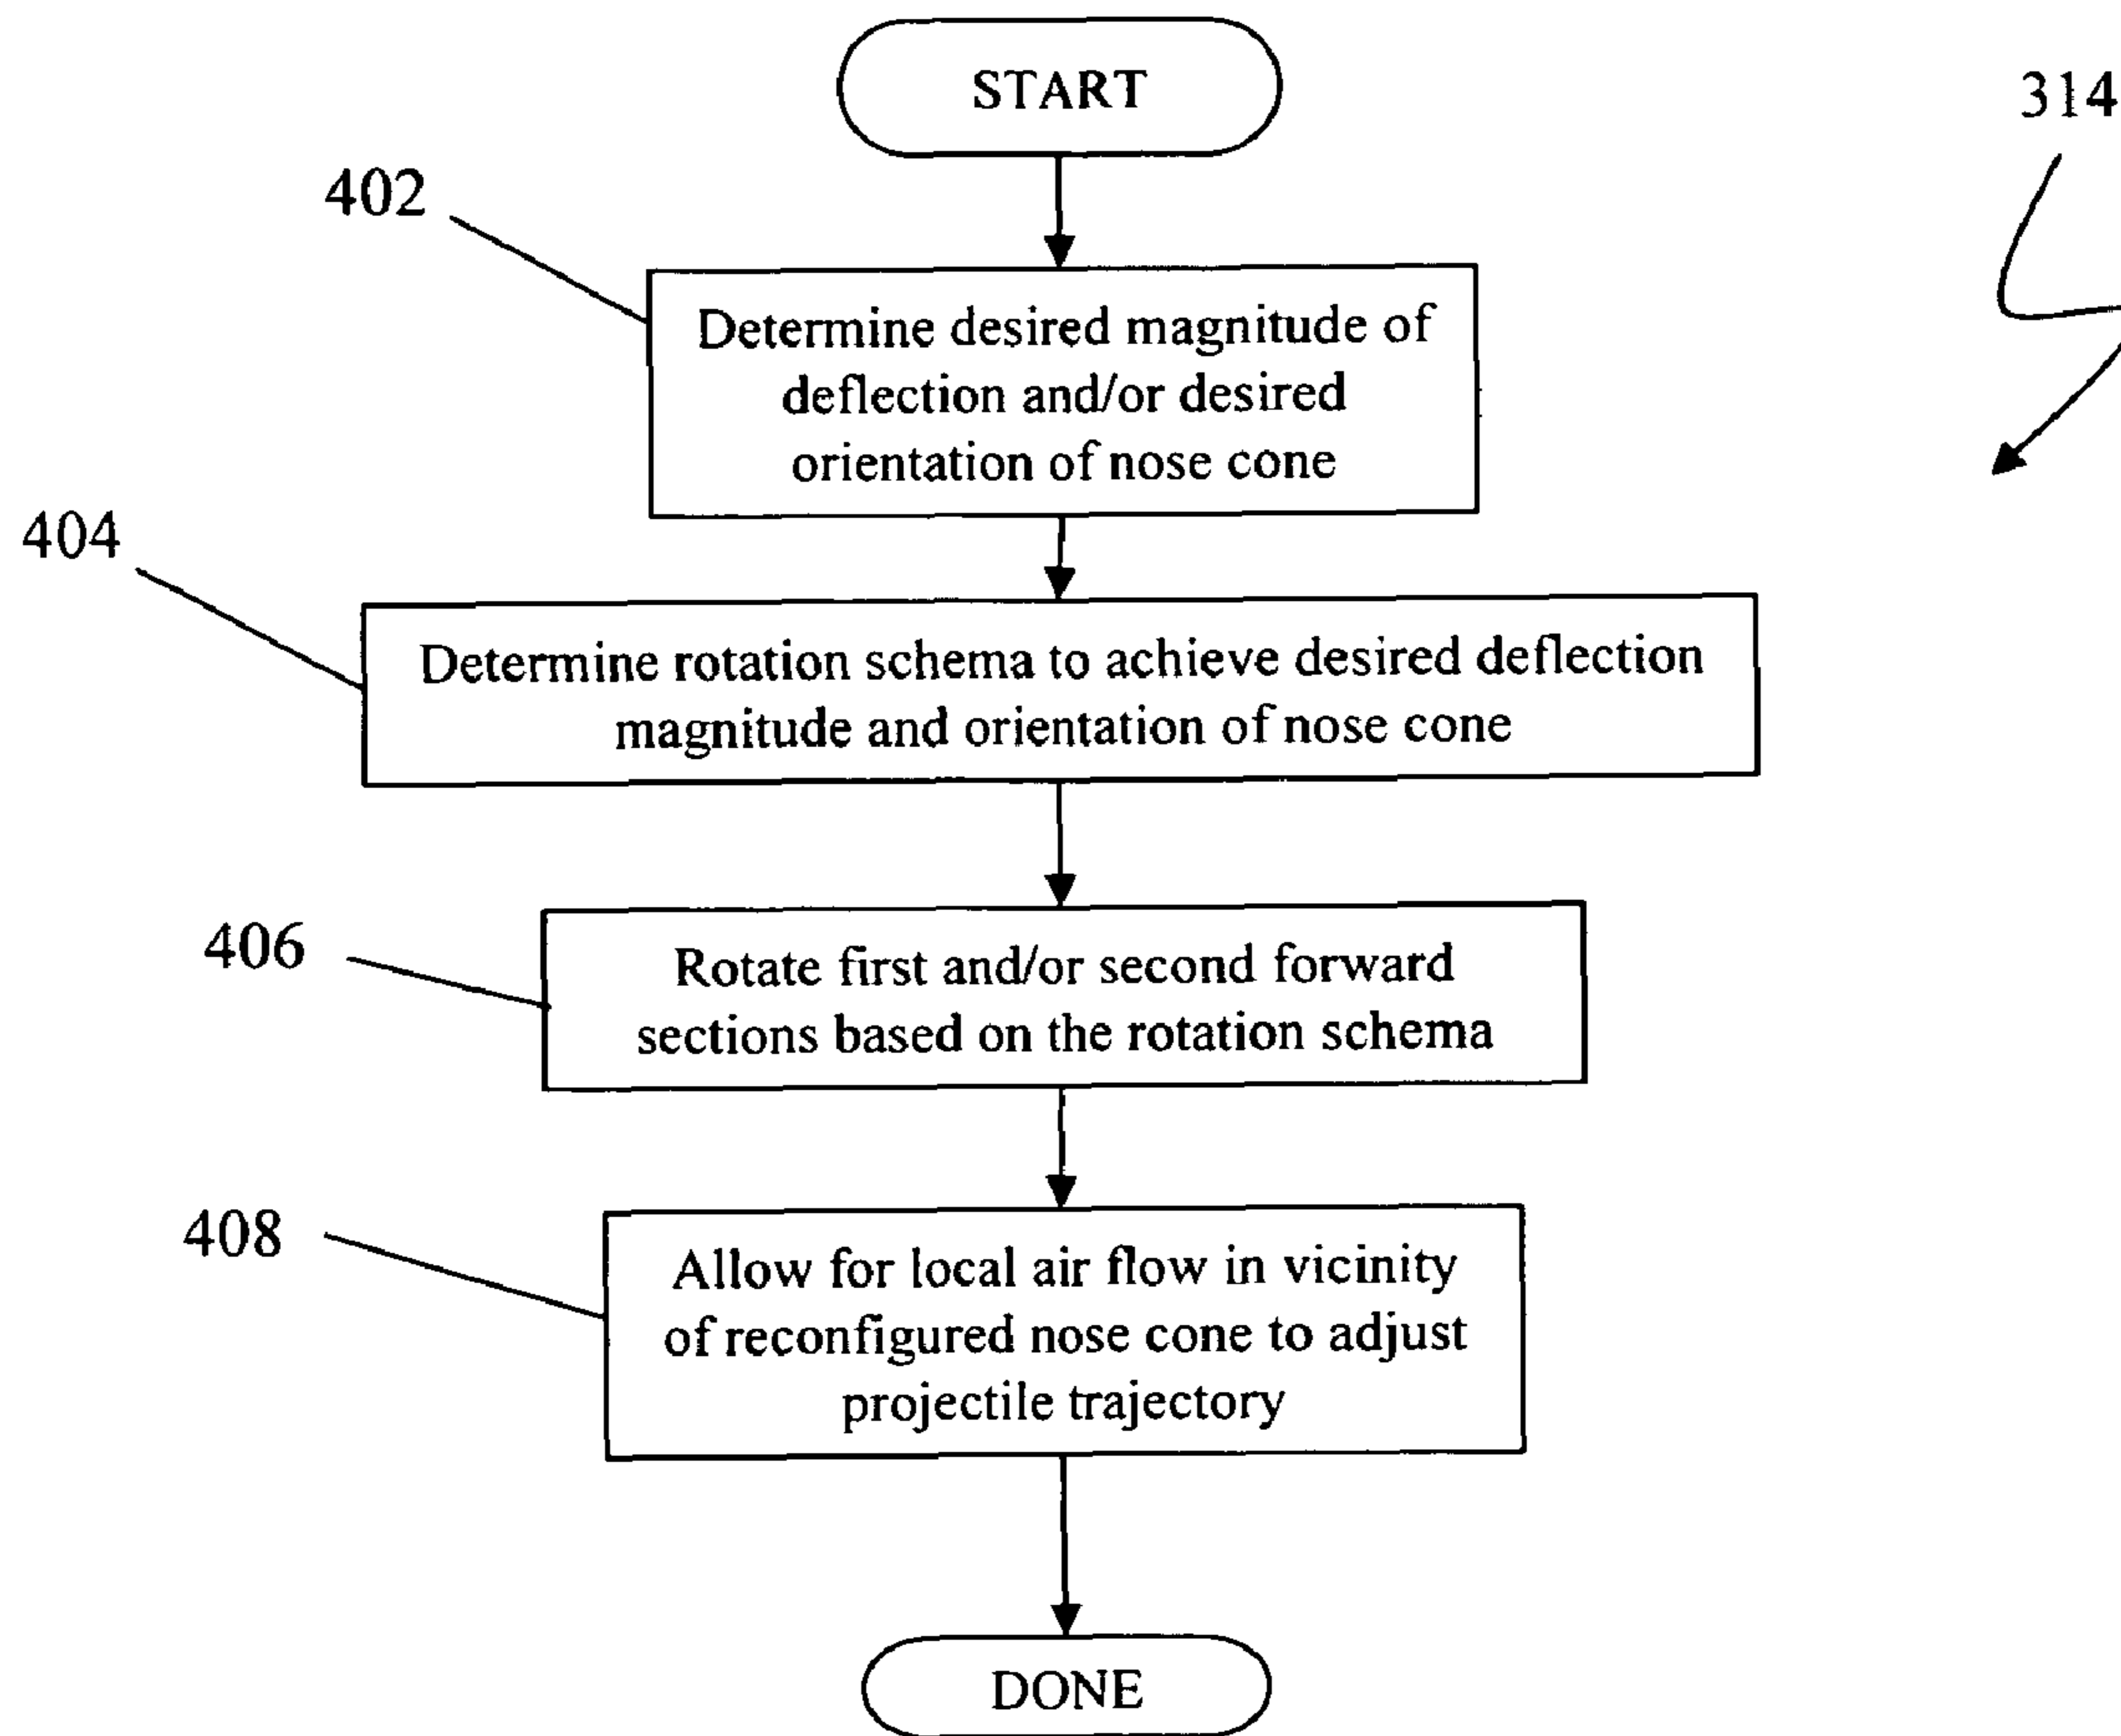 START
314
402
Determine desired magnitude of
deflection and/or desired
orientation of nose cone
404
Determine rotation schema to achieve desired deflection
magnitude and orientation of nose cone
406
Rotate first and/or second forward
sections based on the rotation schema
408
Allow for local air flow in vicinity
of reconfigured nose cone to adjust
projectile trajectory
DONE